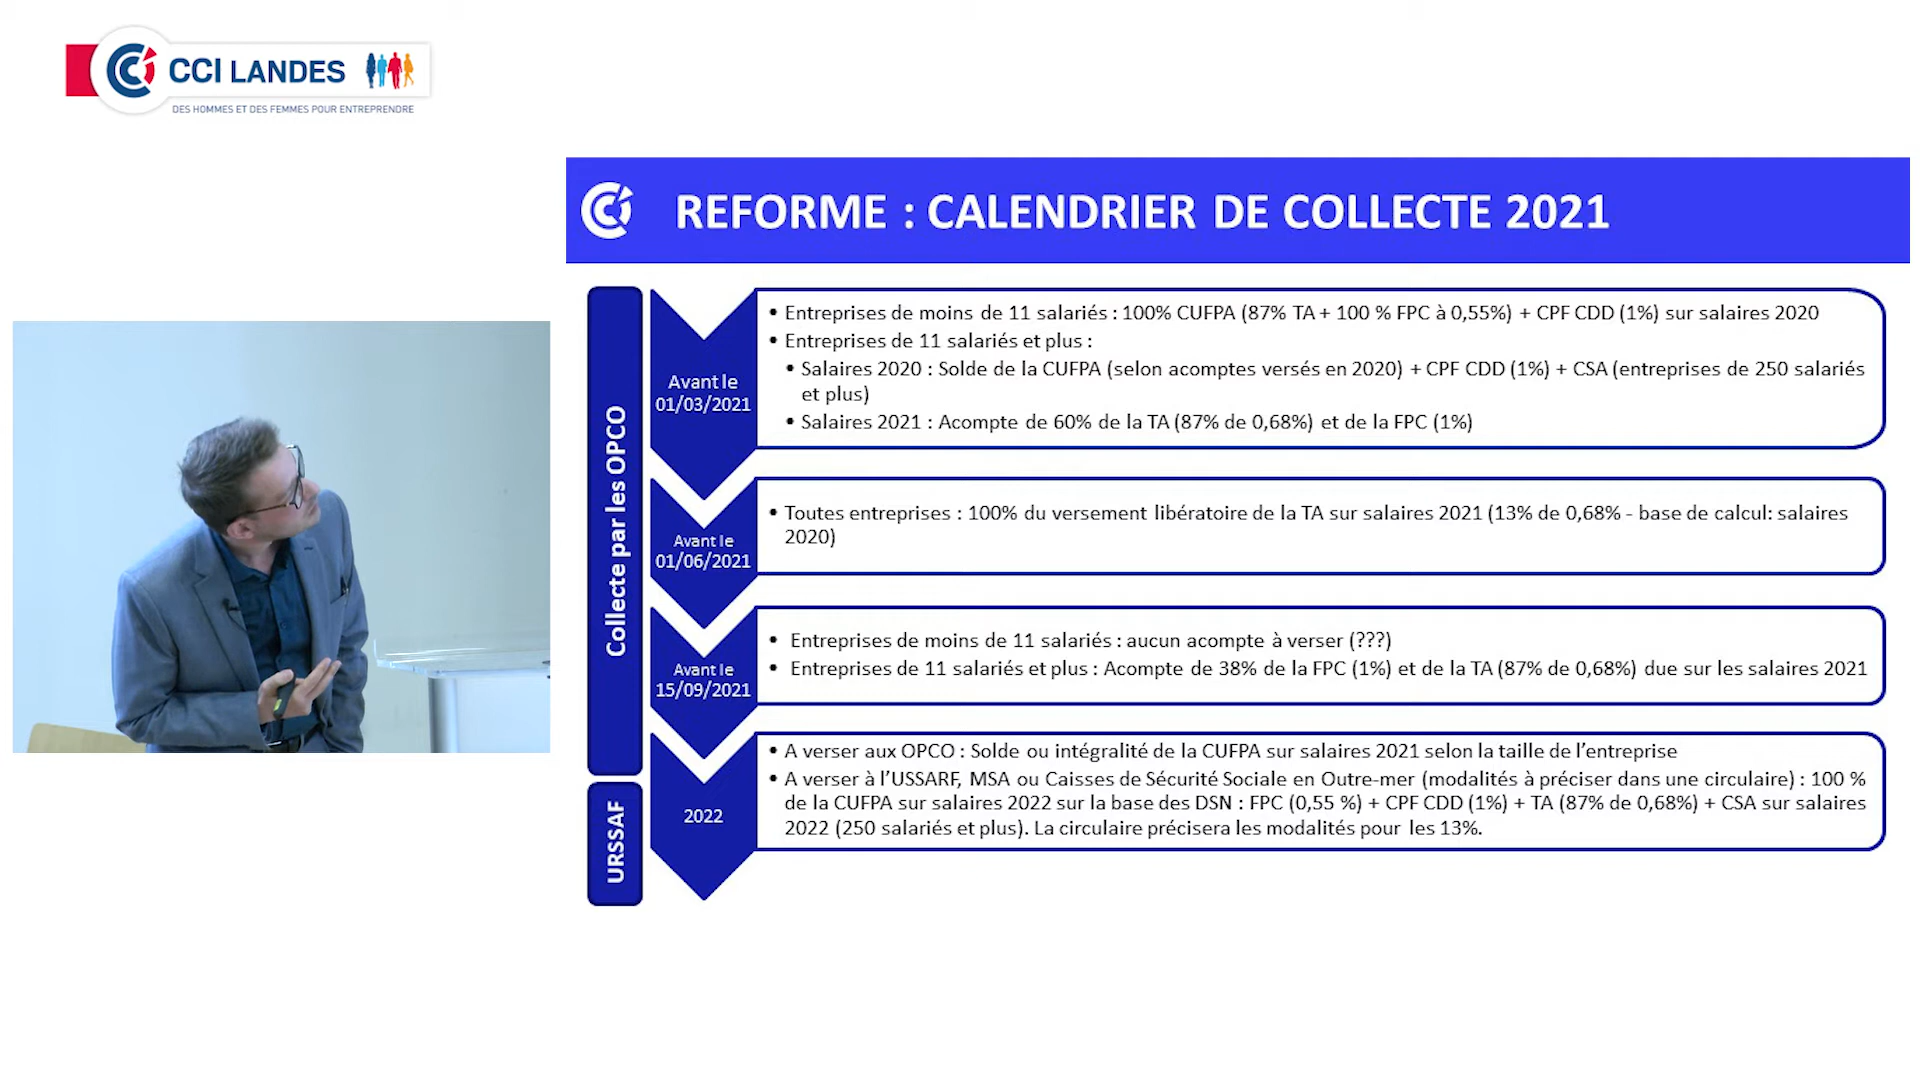 CCI LANDES
DES HOMMES ET DES FEMMES POUR ENTREPRENDRE
REFORME : CALENDRIER DE COLLECTE 2021
Collecte par les OPCO
Avant le
01/03/2021
• Entreprises de moins de 11 salariés : 100% CUFPA (87% TA + 100 % FPC à 0,55%) + CPF CDD (1%) sur salaires 2020
• Entreprises de 11 salariés et plus :
• Salaires 2020 : Solde de la CUFPA (selon acomptes versés en 2020) + CPF CDD (1%) + CSA (entreprises de 250 salariés
et plus)
• Salaires 2021 : Acompte de 60% de la TA (87% de 0,68%) et de la FPC (1%)
Avant le
01/06/2021
• Toutes entreprises : 100% du versement libératoire de la TA sur salaires 2021 (13% de 0,68% - base de calcul: salaires
2020)
Avant le
15/09/2021
• Entreprises de moins de 11 salariés : aucun acompte à verser (???)
• Entreprises de 11 salariés et plus : Acompte de 38% de la FPC (1%) et de la TA (87% de 0,68%) due sur les salaires 2021
URSSAF
2022
• A verser aux OPCO : Solde ou intégralité de la CUFPA sur salaires 2021 selon la taille de l’entreprise
• A verser à l’USSARF, MSA ou Caisses de Sécurité Sociale en Outre-mer (modalités à préciser dans une circulaire) : 100 %
de la CUFPA sur salaires 2022 sur la base des DSN : FPC (0,55 %) + CPF CDD (1%) + TA (87% de 0,68%) + CSA sur salaires
2022 (250 salariés et plus). La circulaire précisera les modalités pour les 13%.